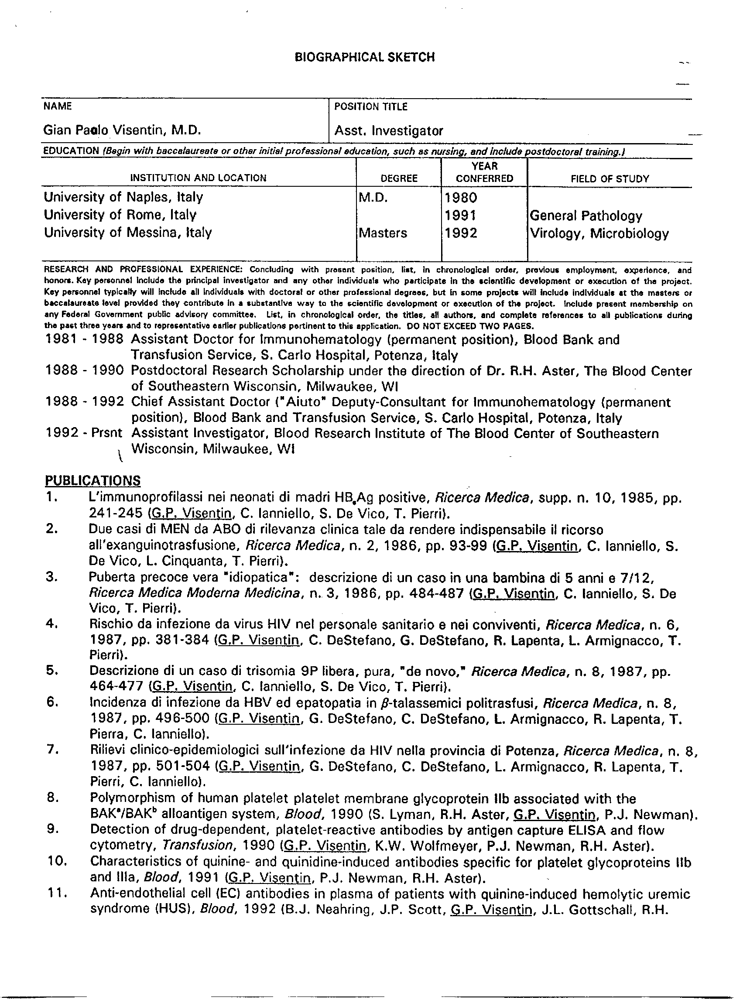 BIOGRAPHICAL SKETCH
NAME
POSITION TITLE
Gian Paolo Visentin, M.D.
Asst. Investigator
EDUCATION (Begin with baccalaureate or other initial professional education, such as nursing, and include postdoctoral training.)
INSTITUTION AND LOCATION
DEGREE
YEAR
CONFERRED
FIELD OF STUDY
University of Naples, Italy M.D. 1980
University of Rome, Italy 1991 General Pathology
University of Messina, Italy Masters 1992 Virology, Microbiology
RESEARCH AND PROFESSIONAL EXPERIENCE: Concluding with present position, list, in chronological order, previous employment, experience, and
honors. Key personnel include the principal investigator and any other individuals who participate in the scientific development or execution of the project.
Key personnel typically will include all individuals with doctoral or other professional degrees, but in some projects will include individuals at the masters or
baccalaureate level provided they contribute in a substantive way to the scientific development or execution of the project. Include present membership on
any Federal Government public advisory committee. List, in chronological order, the titles, all authors, and complete references to all publications during
the past three years and to representative earlier publications pertinent to this application. DO NOT EXCEED TWO PAGES.
1981 - 1988 Assistant Doctor for Immunohematology (permanent position), Blood Bank and
Transfusion Service, S. Carlo Hospital, Potenza, Italy
1988 - 1990 Postdoctoral Research Scholarship under the direction of Dr. R.H. Aster, The Blood Center
of Southeastern Wisconsin, Milwaukee, WI
1988 - 1992 Chief Assistant Doctor ("Aiuto" Deputy-Consultant for Immunohematology (permanent
position), Blood Bank and Transfusion Service, S. Carlo Hospital, Potenza, Italy
1992 - Prsnt Assistant Investigator, Blood Research Institute of The Blood Center of Southeastern
Wisconsin, Milwaukee, WI
PUBLICATIONS
1. L'immunoprofilassi nei neonati di madri HBsAg positive, Ricerca Medica, supp. n. 10, 1985, pp.
241-245 (G.P. Visentin, C. Ianniello, S. De Vico, T. Pierri).
2. Due casi di MEN da ABO di rilevanza clinica tale da rendere indispensabile il ricorso
all'exanguinotrasfusione, Ricerca Medica, n. 2, 1986, pp. 93-99 (G.P. Visentin, C. Ianniello, S.
De Vico, L. Cinquanta, T. Pierri).
3. Puberta precoce vera "idiopatica": descrizione di un caso in una bambina di 5 anni e 7/12,
Ricerca Medica Moderna Medicina, n. 3, 1986, pp. 484-487 (G.P. Visentin, C. Ianniello, S. De
Vico, T. Pierri).
4. Rischio da infezione da virus HIV nel personale sanitario e nei conviventi, Ricerca Medica, n. 6,
1987, pp. 381-384 (G.P. Visentin, C. DeStefano, G. DeStefano, R. Lapenta, L. Armignacco, T.
Pierri).
5. Descrizione di un caso di trisomia 9P libera, pura, "de novo," Ricerca Medica, n. 8, 1987, pp.
464-477 (G.P. Visentin, C. Ianniello, S. De Vico, T. Pierri).
6. Incidenza di infezione da HBV ed epatopatia in β-talassemici politrasfusi, Ricerca Medica, n. 8,
1987, pp. 496-500 (G.P. Visentin, G. DeStefano, C. DeStefano, L. Armignacco, R. Lapenta, T.
Pierra, C. Ianniello).
7. Rilievi clinico-epidemiologici sull'infezione da HIV nella provincia di Potenza, Ricerca Medica, n. 8,
1987, pp. 501-504 (G.P. Visentin, G. DeStefano, C. DeStefano, L. Armignacco, R. Lapenta, T.
Pierri, C. Ianniello).
8. Polymorphism of human platelet platelet membrane glycoprotein IIb associated with the
BAKᵃ/BAKᵇ alloantigen system, Blood, 1990 (S. Lyman, R.H. Aster, G.P. Visentin, P.J. Newman).
9. Detection of drug-dependent, platelet-reactive antibodies by antigen capture ELISA and flow
cytometry, Transfusion, 1990 (G.P. Visentin, K.W. Wolfmeyer, P.J. Newman, R.H. Aster).
10. Characteristics of quinine- and quinidine-induced antibodies specific for platelet glycoproteins IIb
and IIIa, Blood, 1991 (G.P. Visentin, P.J. Newman, R.H. Aster).
11. Anti-endothelial cell (EC) antibodies in plasma of patients with quinine-induced hemolytic uremic
syndrome (HUS), Blood, 1992 (B.J. Neahring, J.P. Scott, G.P. Visentin, J.L. Gottschall, R.H.